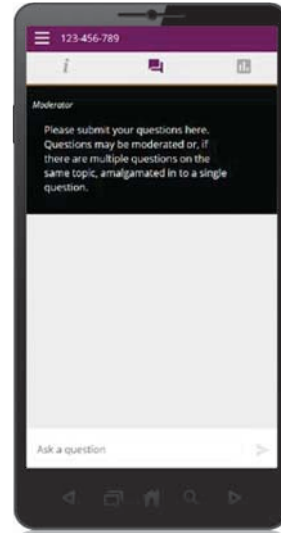 123-456-789
i
Moderator
Please submit your questions here.
Questions may be moderated or, if
there are multiple questions on the
same topic, amalgamated in to a single
question.
Ask a question